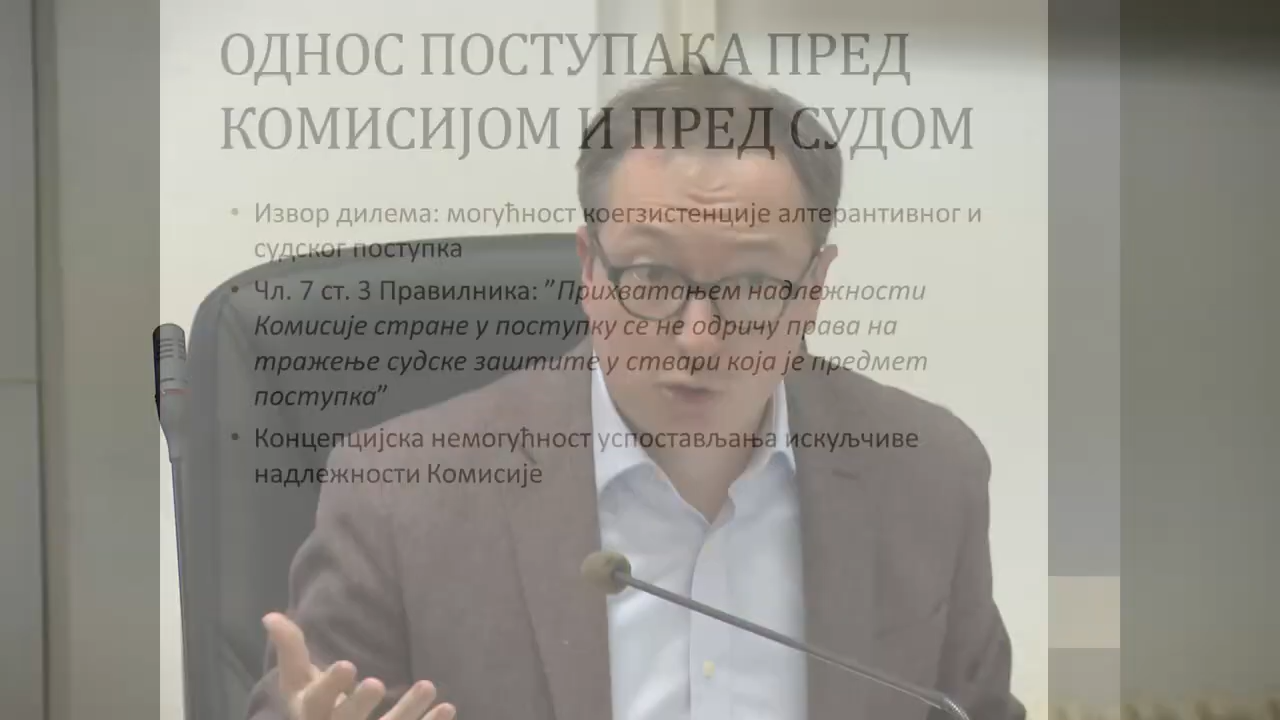 ОДНОС ПОСТУПАКА ПРЕД
КОМИСИЈОМ И ПРЕД СУДОМ
• Извор дилема: могућност коегзистенције алтерантивног и
судског поступка
• Чл. 7 ст. 3 Правилника: ”Прихватањем надлежности
Комисије стране у поступку се не одричу права на
тражење судске заштите у ствари која је предмет
поступка”
• Концепцијска немогућност успостављања искуључиве
надлежности Комисије